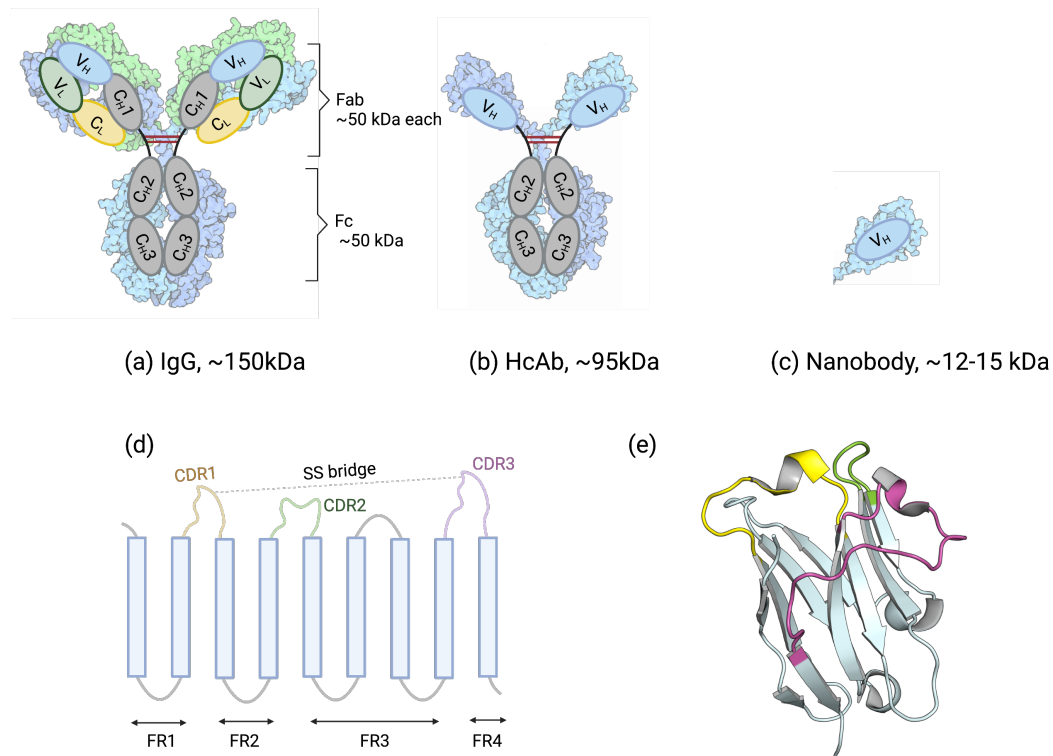 VH
VH
VL
VL
CH1
CH1
CL
CL
Fab
~50 kDa each
CH2
CH2
CH3
CH3
Fc
~50 kDa
(a) IgG, ~150kDa
VH
VH
CH2
CH2
CH3
CH3
(b) HcAb, ~95kDa
VH
(c) Nanobody, ~12-15 kDa
(d)
CDR1
SS bridge
CDR3
CDR2
FR1
FR2
FR3
FR4
(e)